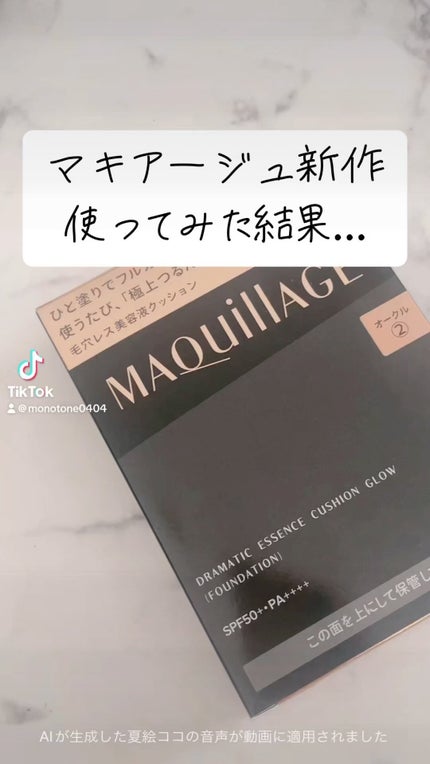 マキアージュ新作
使ってみた結果...
ひと塗りでフル
使うたび、「極上つる
毛穴レス美容液クッション
MAQuillAGE
オークル
②
TikTok
@monotone0404
DRAMATIC ESSENCE CUSHION GLOW
(FOUNDATION)
SPF50+・PA++++
この面を上にして保管し
AIが生成した夏絵ココの音声が動画に適用されました